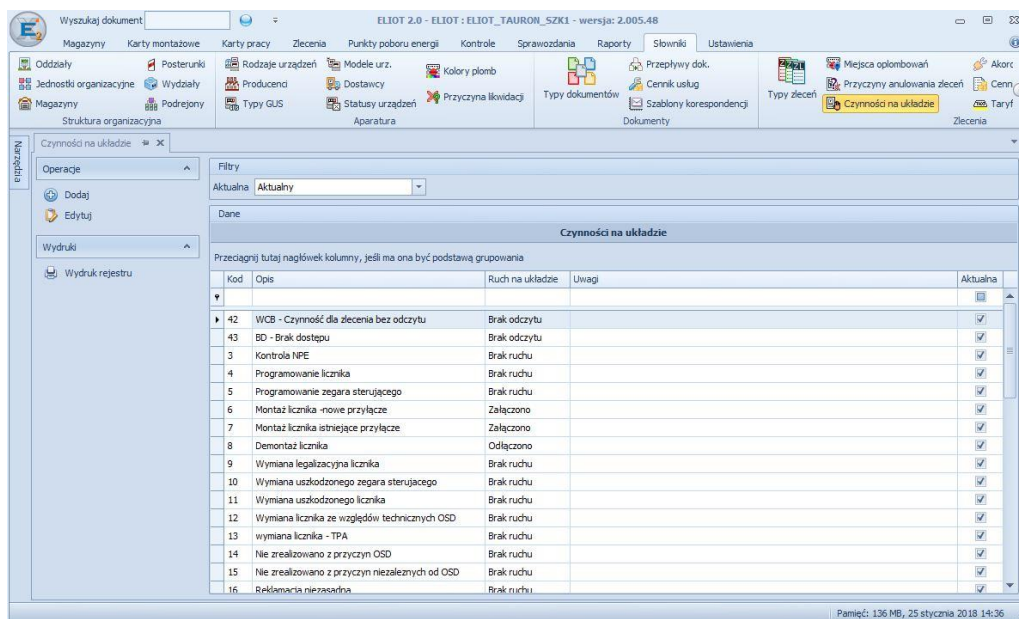 Wyszukaj dokument
ELIOT 2.0 - ELIOT : ELIOT_TAURON_SZK1 - wersja: 2.005.48
Magazyny Karty montażowe Karty pracy Zlecenia Punkty poboru energii Kontrole Sprawozdania Raporty Słowniki Ustawienia
Oddziały Posterunki Rodzaje urządzeń Modele urz. Kolory plomb Typy dokumentów Przepływy dok. Typy zleceń Miejsca oplombowań Akorc
Jednostki organizacyjne Wydziały Producenci Dostawcy Przyczyna likwidacji Cennik usług Przyczyny anulowania zleceń Cenn
Magazyny Podrejony Typy GUS Statusy urządzeń Szablony korespondencji Czynności na układzie Taryf
Struktura organizacyjna Aparatura Dokumenty Zlecenia
Narzędzia
Czynności na układzie
Operacje
Dodaj
Edytuj
Wydruki
Wydruk rejestru
Filtry
Aktualna Aktualny
Dane
Czynności na układzie
Przeciągnij tutaj nagłówek kolumny, jeśli ma ona być podstawą grupowania
Kod Opis Ruch na układzie Uwagi Aktualna
42 WCB - Czynność dla zlecenia bez odczytu Brak odczytu
43 BD - Brak dostępu Brak odczytu
3 Kontrola NPE Brak ruchu
4 Programowanie licznika Brak ruchu
5 Programowanie zegara sterującego Brak ruchu
6 Montaż licznika -nowe przyłącze Załączono
7 Montaż licznika istniejące przyłącze Załączono
8 Demontaż licznika Odłączono
9 Wymiana legalizacyjna licznika Brak ruchu
10 Wymiana uszkodzonego zegara sterujacego Brak ruchu
11 Wymiana uszkodzonego licznika Brak ruchu
12 Wymiana licznika ze względów technicznych OSD Brak ruchu
13 wymiana licznika - TPA Brak ruchu
14 Nie zrealizowano z przyczyn OSD Brak ruchu
15 Nie zrealizowano z przyczyn niezaleznych od OSD Brak ruchu
16 Reklamacja niezasadna Brak ruchu
Pamięć: 136 MB, 25 stycznia 2018 14:36